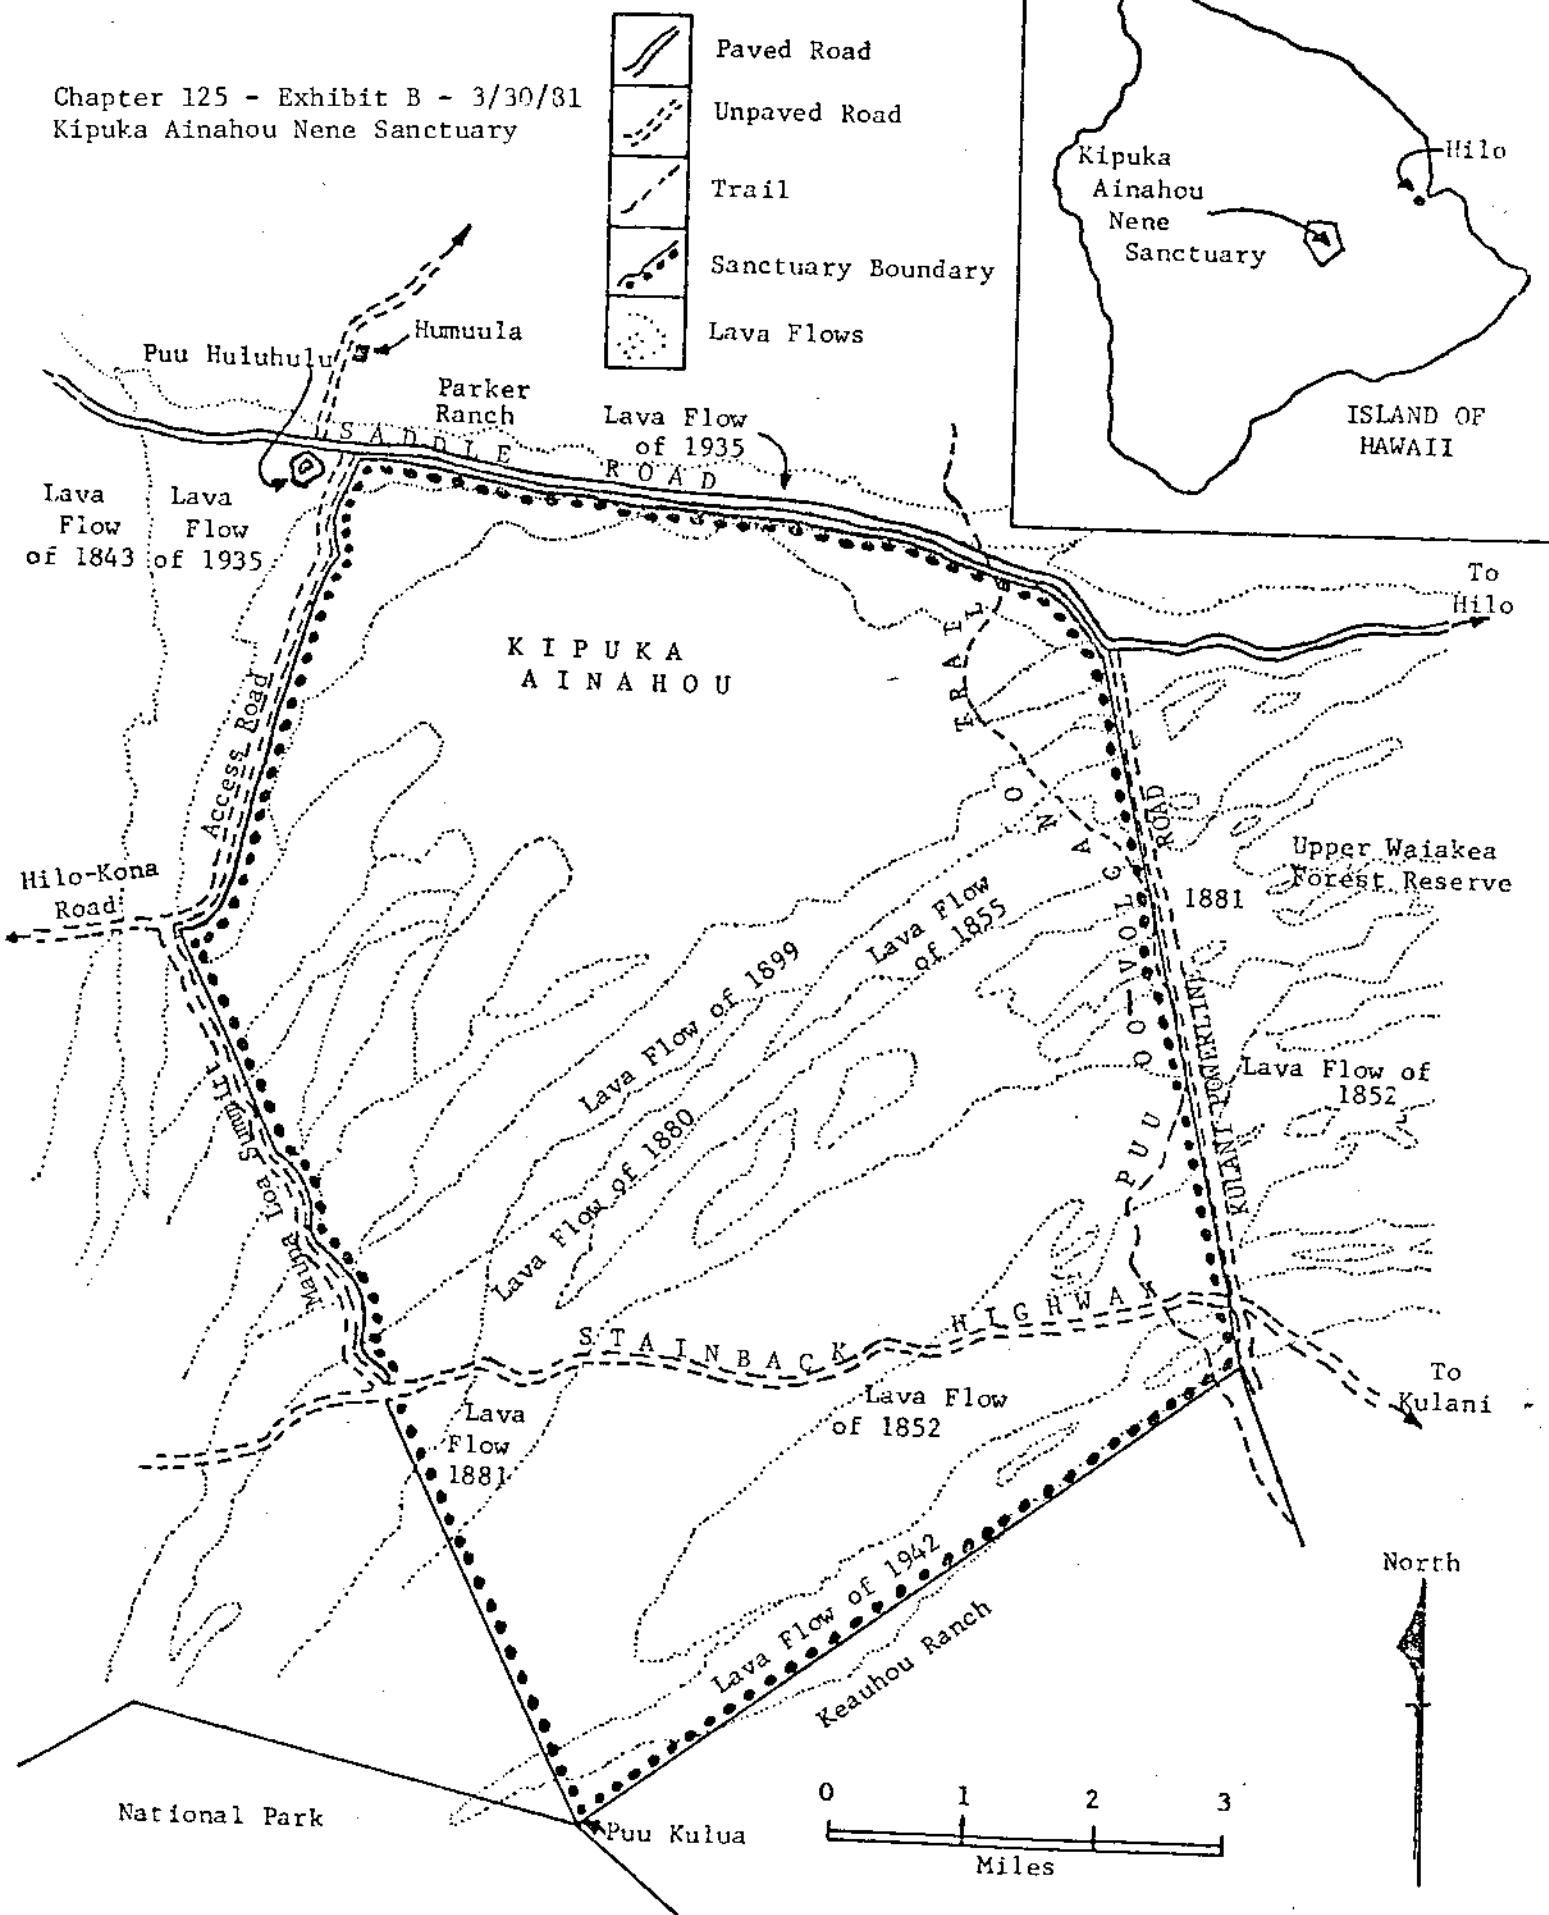 Chapter 125 - Exhibit B - 3/30/81
Kipuka Ainahou Nene Sanctuary
Paved Road
Unpaved Road
Trail
Sanctuary Boundary
Lava Flows
Kipuka
Ainahou
Nene
Sanctuary
Hilo
ISLAND OF
HAWAII
Humuula
Puu Huluhulu
Parker
Ranch
Lava Flow
of 1935
SADDLE ROAD
Lava
Flow
of 1843
Lava
Flow
of 1935
To
Hilo
KIPUKA
AINAHOU
Access Road
PUU OO VOLCANO TRAIL
KULANI POWERLINE ROAD
Hilo-Kona
Road
Upper Waiakea
Forest Reserve
1881
Lava Flow
of 1855
Lava Flow of 1899
Lava Flow of 1880
Lava Flow of
1852
Mauna Loa Summit
STAINBACK HIGHWAY
To
Kulani
Lava
Flow
1881
Lava Flow
of 1852
Lava Flow of 1942
Keauhou Ranch
North
National Park
Puu Kulua
0 1 2 3
Miles